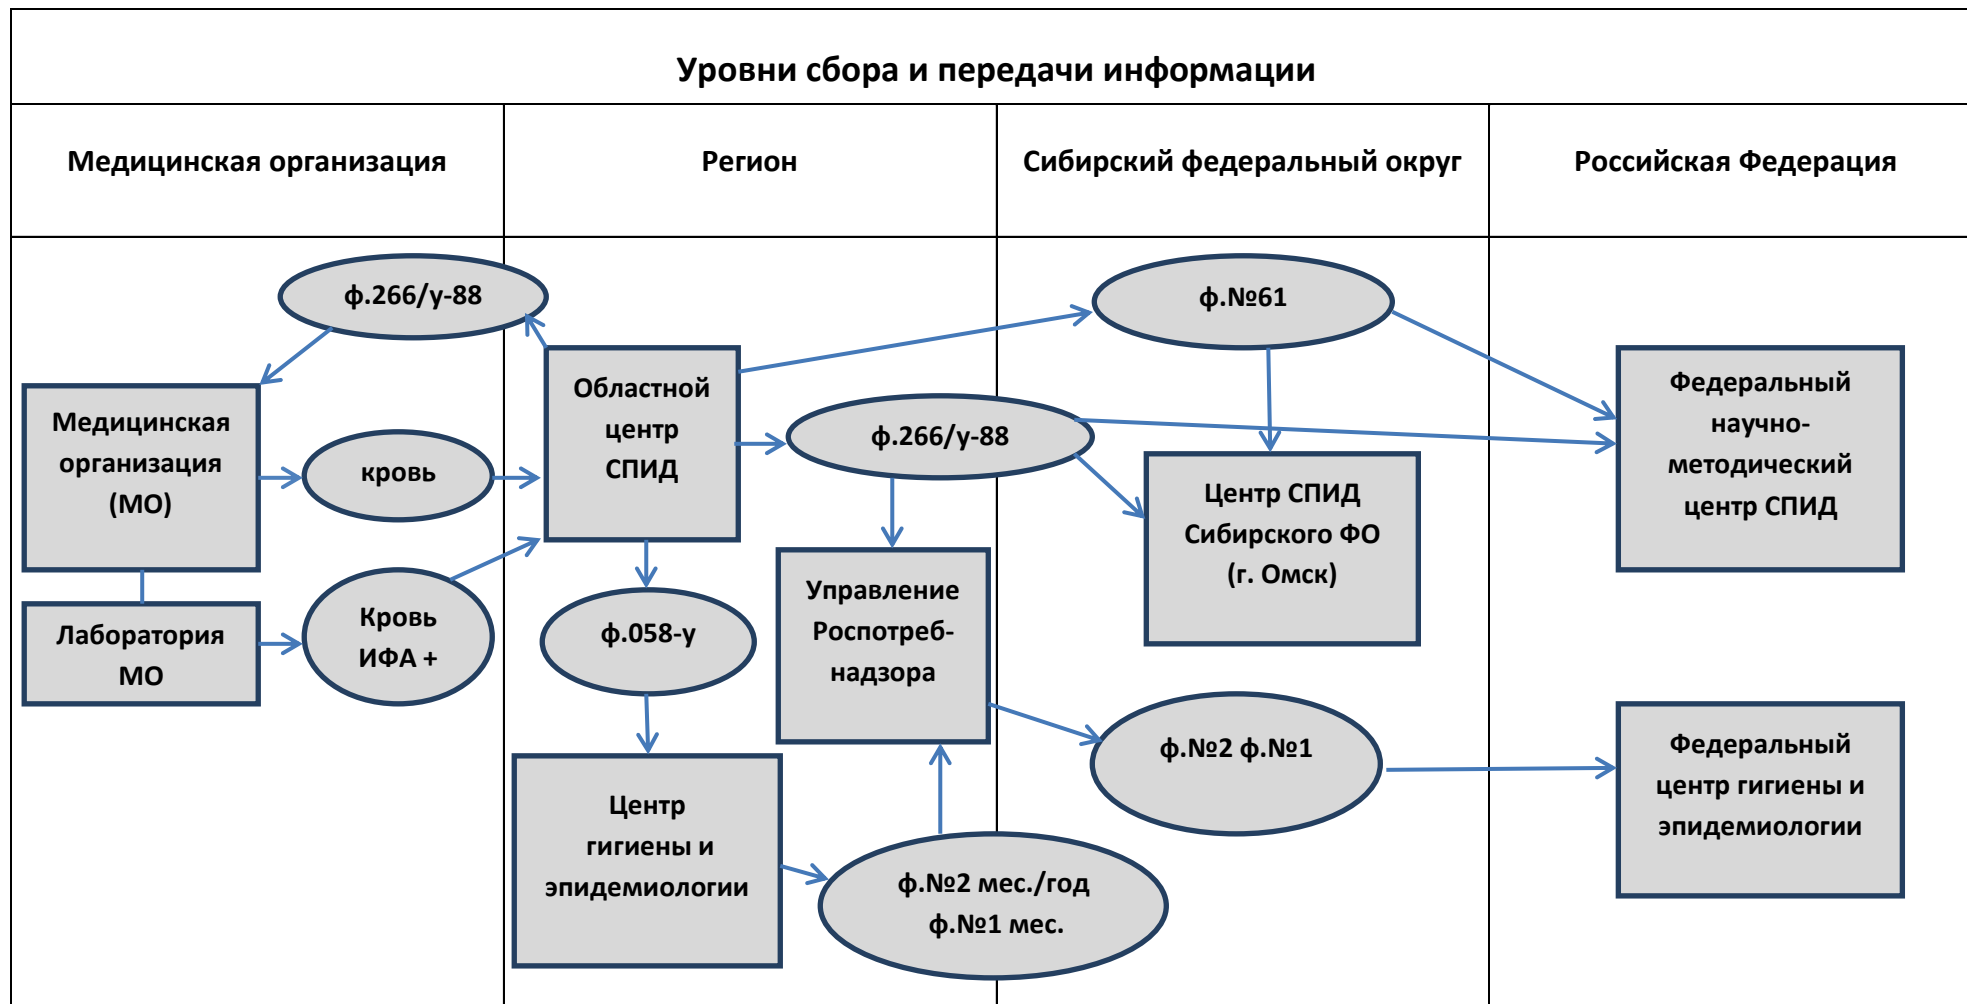 Уровни сбора и передачи информации
Медицинская организация
Регион
Сибирский федеральный округ
Российская Федерация
ф.266/у-88
Медицинская
организация
(МО)
кровь
Лаборатория
МО
Кровь
ИФА +
Областной
центр
СПИД
ф.266/у-88
ф.058-у
Управление
Роспотреб-
надзора
Центр
гигиены и
эпидемиологии
ф.№2 мес./год
ф.№1 мес.
ф.№61
Центр СПИД
Сибирского ФО
(г. Омск)
ф.№2 ф.№1
Федеральный
научно-
методический
центр СПИД
Федеральный
центр гигиены и
эпидемиологии